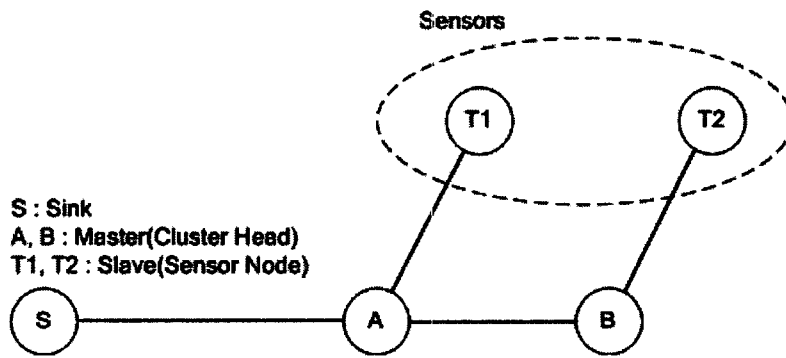 Sensors
T1
T2
S : Sink
A, B : Master(Cluster Head)
T1, T2 : Slave(Sensor Node)
S
A
B